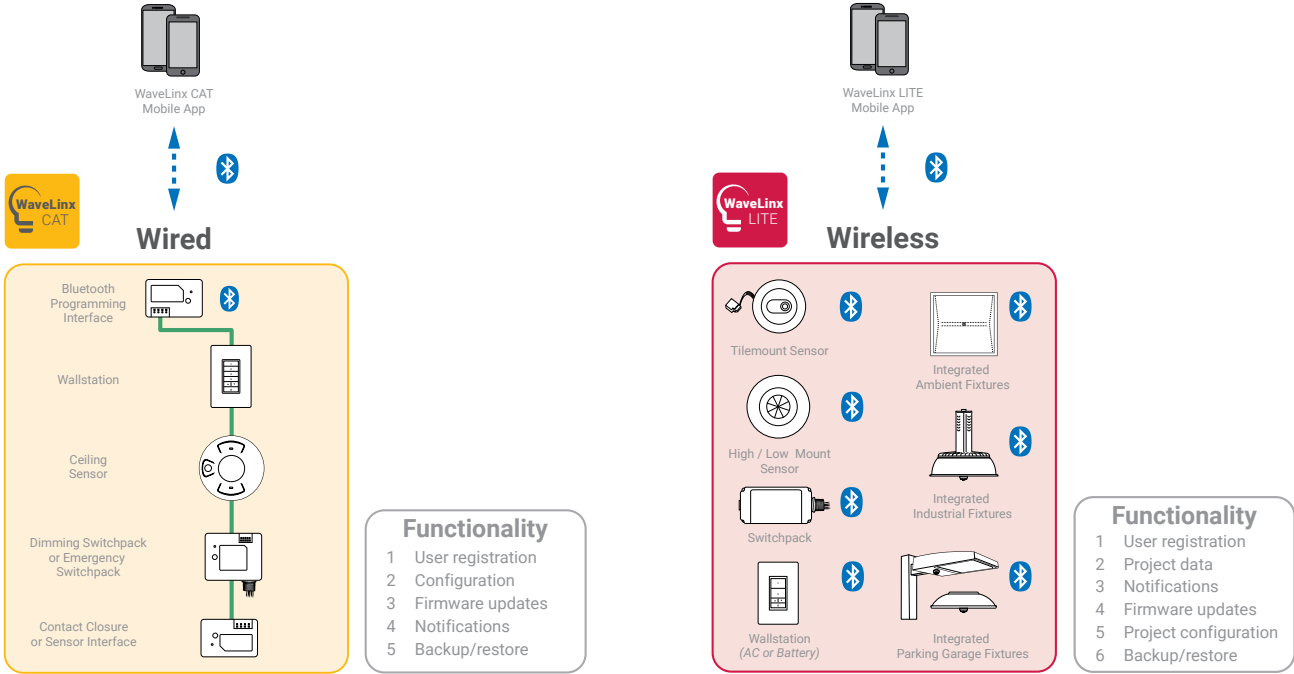 WaveLinx CAT
Mobile App
WaveLinx
CAT
Wired
Bluetooth
Programming
Interface
Wallstation
Ceiling
Sensor
Dimming Switchpack
or Emergency
Switchpack
Contact Closure
or Sensor Interface
Functionality
1 User registration
2 Configuration
3 Firmware updates
4 Notifications
5 Backup/restore
WaveLinx LITE
Mobile App
WaveLinx
LITE
Wireless
Tilemount Sensor
High / Low Mount
Sensor
Switchpack
Wallstation
(AC or Battery)
Integrated
Ambient Fixtures
Integrated
Industrial Fixtures
Integrated
Parking Garage Fixtures
Functionality
1 User registration
2 Project data
3 Notifications
4 Firmware updates
5 Project configuration
6 Backup/restore